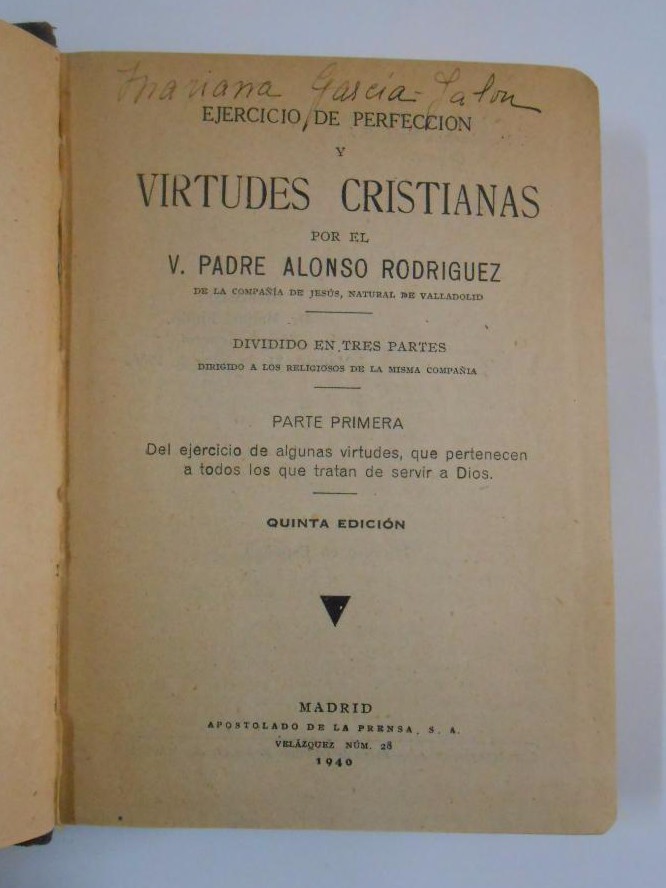 Mariana García-Jalón
EJERCICIO DE PERFECCION
Y
VIRTUDES CRISTIANAS
POR EL
V. PADRE ALONSO RODRIGUEZ
DE LA COMPAÑÍA DE JESÚS, NATURAL DE VALLADOLID
DIVIDIDO EN TRES PARTES
DIRIGIDO A LOS RELIGIOSOS DE LA MISMA COMPAÑIA
PARTE PRIMERA
Del ejercicio de algunas virtudes, que pertenecen
a todos los que tratan de servir a Dios.
QUINTA EDICIÓN
MADRID
APOSTOLADO DE LA PRENSA, S. A.
VELÁZQUEZ NÚM. 28
1940